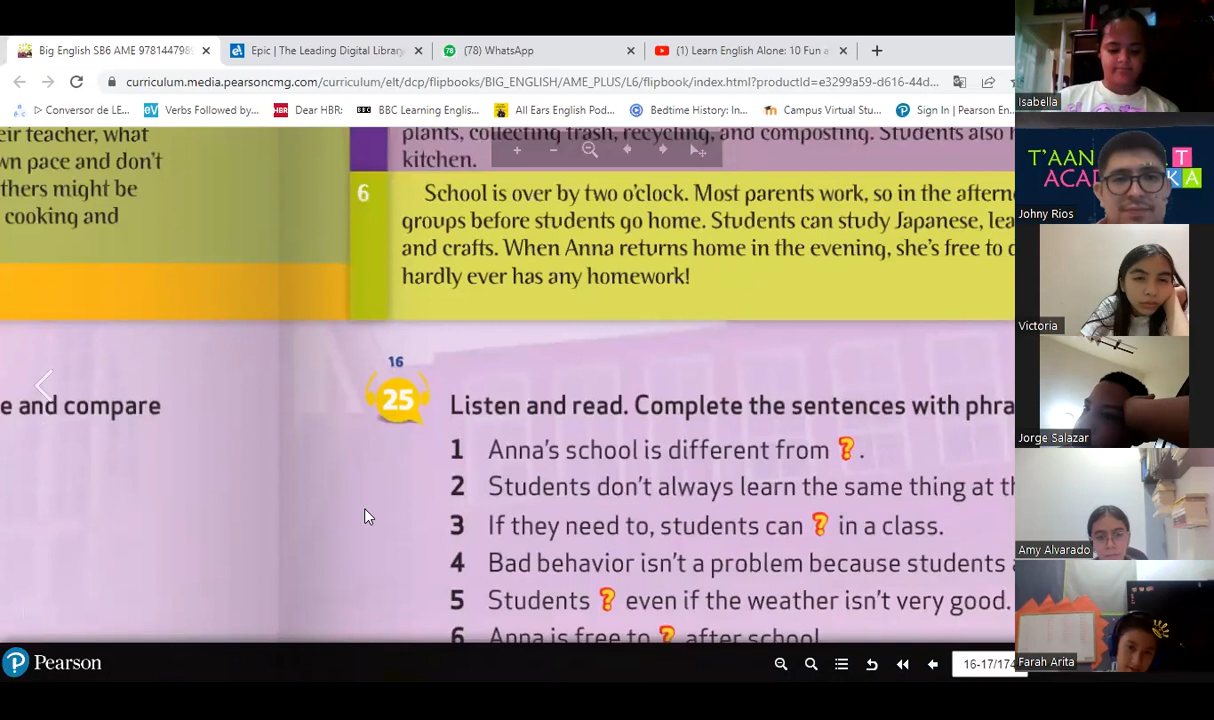 Big English SB6 AME 978144798
Epic | The Leading Digital Library
(78) WhatsApp
(1) Learn English Alone: 10 Fun a
curriculum.media.pearsoncmg.com/curriculum/elt/dcp/flipbooks/BIG_ENGLISH/AME_PLUS/L6/flipbook/index.html?productId=e3299a59-d616-44d...
Conversor de LE...
Verbs Followed by...
Dear HBR:
BBC Learning Englis...
All Ears English Pod...
Bedtime History: In...
Campus Virtual Stu...
Sign In | Pearson
eir teacher, what
wn pace and don't
thers might be
cooking and
plants, collecting trash, recycling, and composting. Students also h
kitchen.
6 School is over by two o'clock. Most parents work, so in the afterno
groups before students go home. Students can study Japanese, lea
and crafts. When Anna returns home in the evening, she's free to d
hardly ever has any homework!
e and compare
16
25 Listen and read. Complete the sentences with phra
1 Anna's school is different from ?.
2 Students don't always learn the same thing at th
3 If they need to, students can ? in a class.
4 Bad behavior isn't a problem because students a
5 Students ? even if the weather isn't very good.
6 Anna is free to ? after school
Pearson
16-17/174
Isabella
T'AAN
T
ACA
KA
Johny Rios
Victoria
Jorge Salazar
Amy Alvarado
Farah Arita